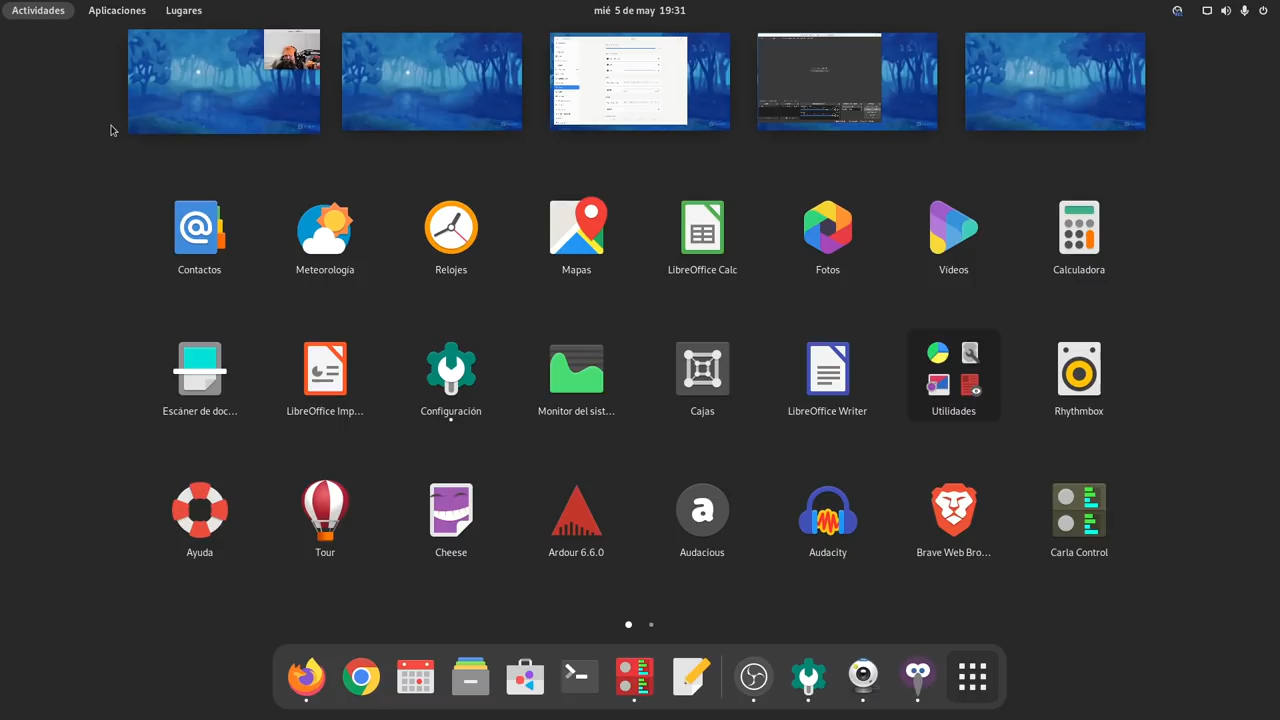 Actividades Aplicaciones Lugares mié 5 de may 19:31
Contactos Meteorología Relojes Mapas LibreOffice Calc Fotos Vídeos Calculadora
Escáner de doc… LibreOffice Imp… Configuración Monitor del sist… Cajas LibreOffice Writer Utilidades Rhythmbox
Ayuda Tour Cheese Ardour 6.6.0 Audacious Audacity Brave Web Bro… Carla Control